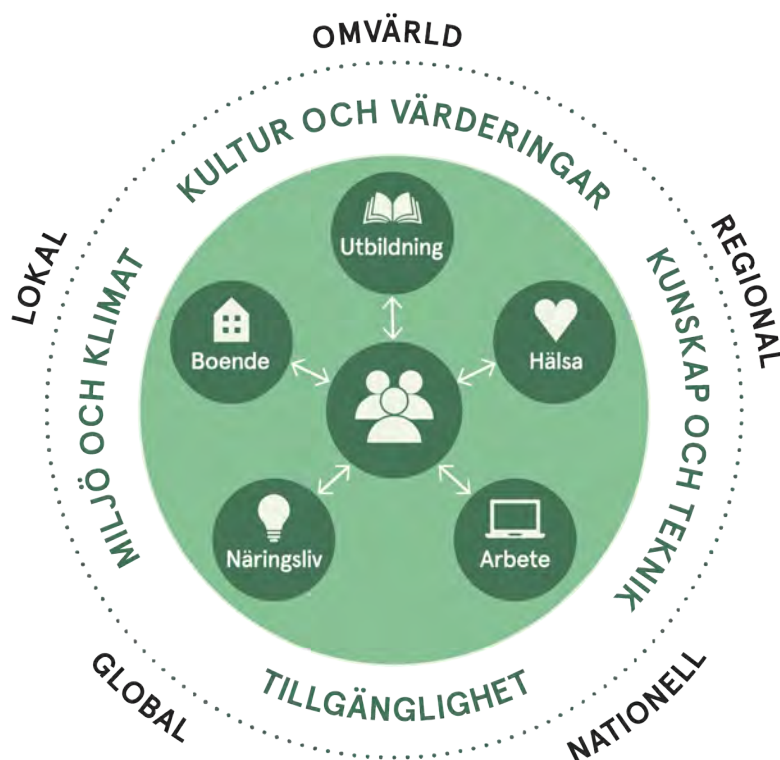 OMVÄRLD
KULTUR OCH VÄRDERINGAR
LOKAL
REGIONAL
MILJÖ OCH KLIMAT
KUNSKAP OCH TEKNIK
Utbildning
Boende
Hälsa
Näringsliv
Arbete
TILLGÄNGLIGHET
GLOBAL
NATIONELL